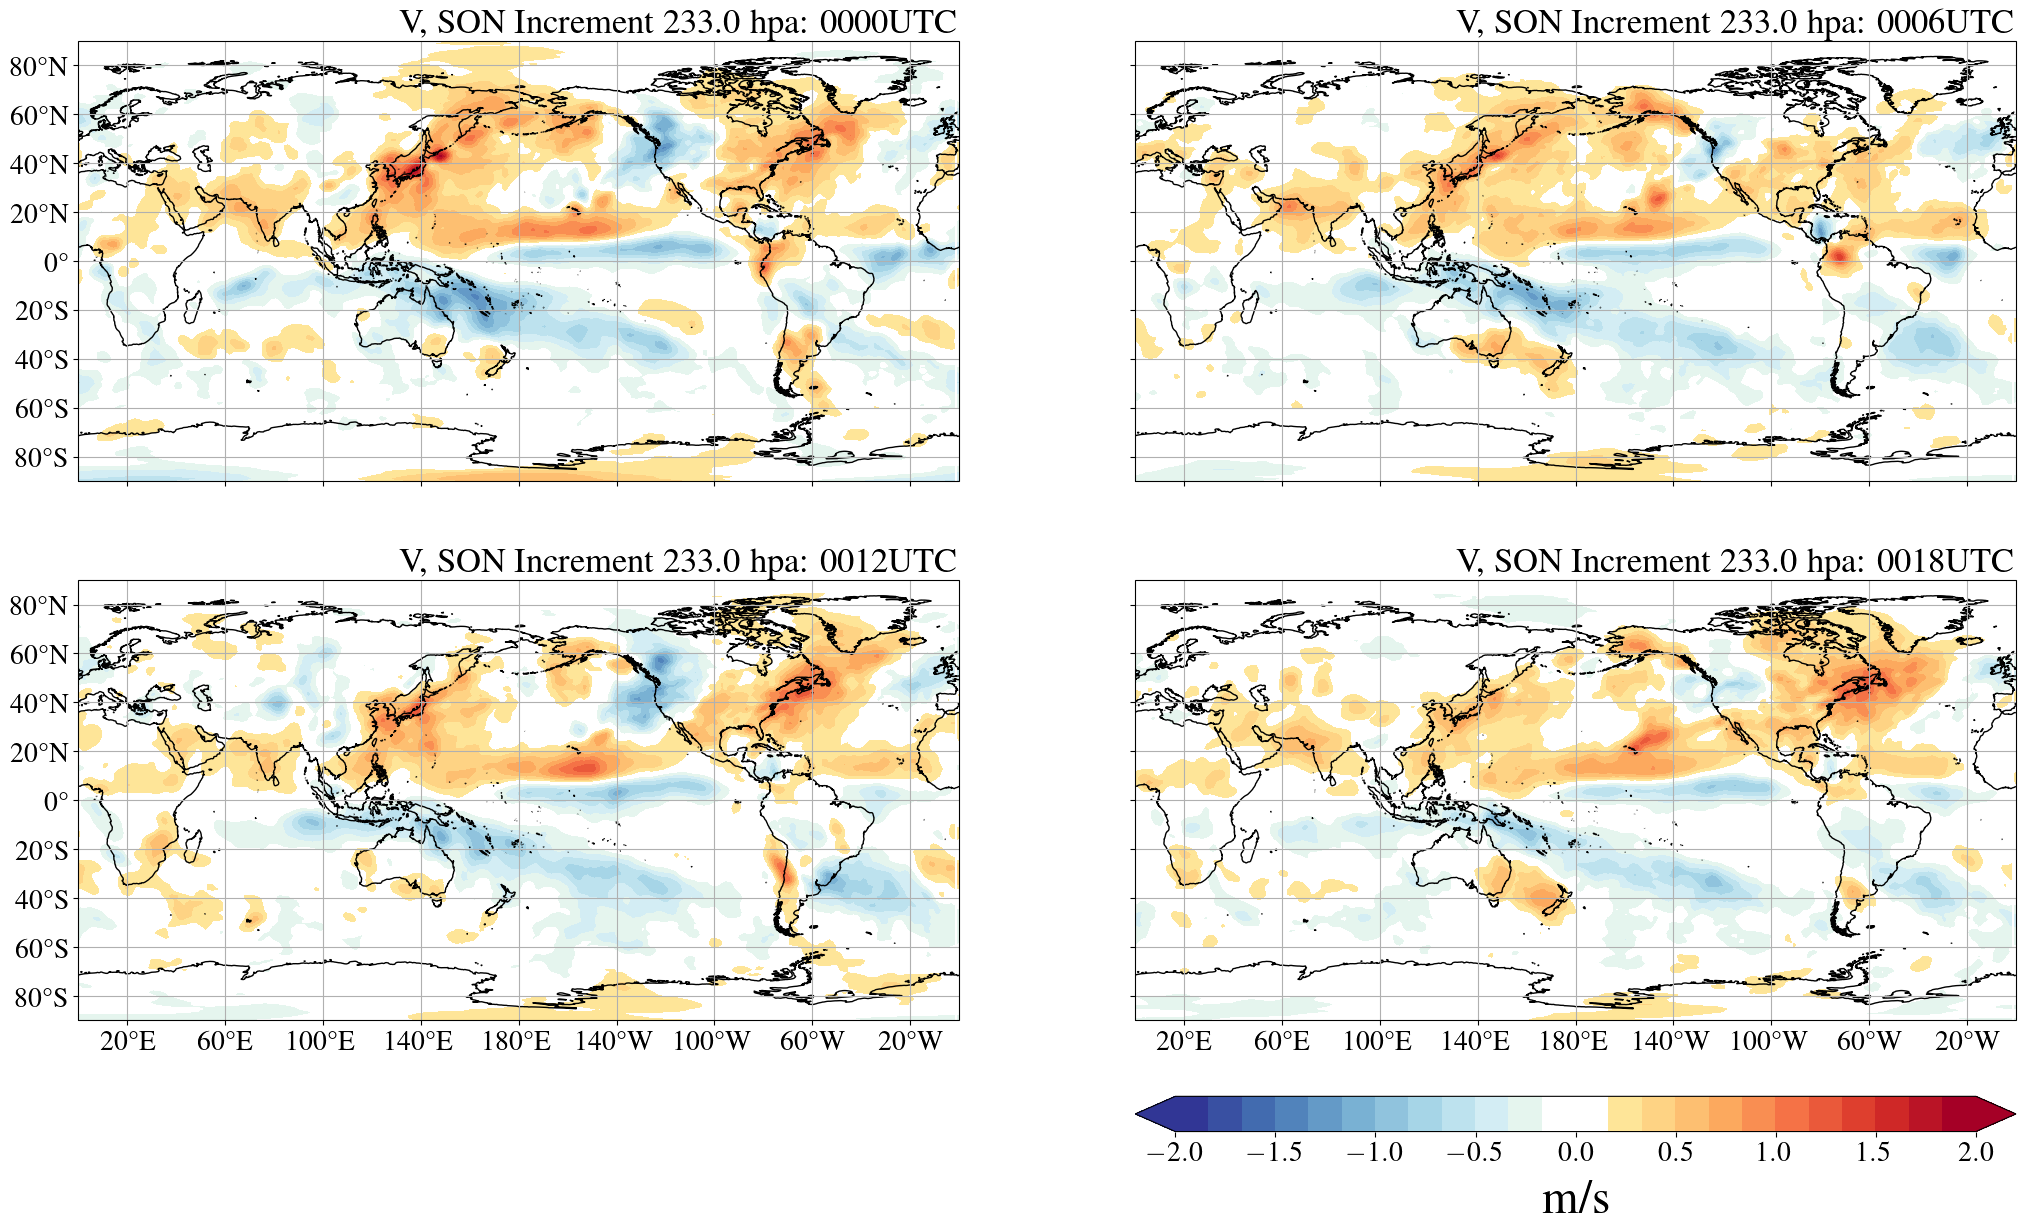 V, SON Increment 233.0 hpa: 0000UTC
V, SON Increment 233.0 hpa: 0006UTC
80°N
60°N
40°N
20°N
0°
20°S
40°S
60°S
80°S
V, SON Increment 233.0 hpa: 0012UTC
V, SON Increment 233.0 hpa: 0018UTC
80°N
60°N
40°N
20°N
0°
20°S
40°S
60°S
80°S
20°E 60°E 100°E 140°E 180°E 140°W 100°W 60°W 20°W
20°E 60°E 100°E 140°E 180°E 140°W 100°W 60°W 20°W
−2.0 −1.5 −1.0 −0.5 0.0 0.5 1.0 1.5 2.0
m/s